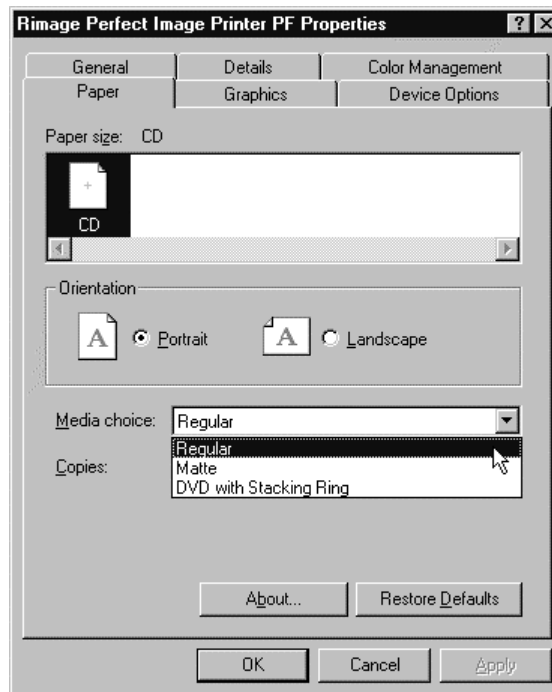 Rimage Perfect Image Printer PF Properties
General Details Color Management
Paper Graphics Device Options
Paper size: CD
CD
Orientation
A Portrait A Landscape
Media choice: Regular
Regular
Copies:
Matte
DVD with Stacking Ring
About... Restore Defaults
OK Cancel Apply